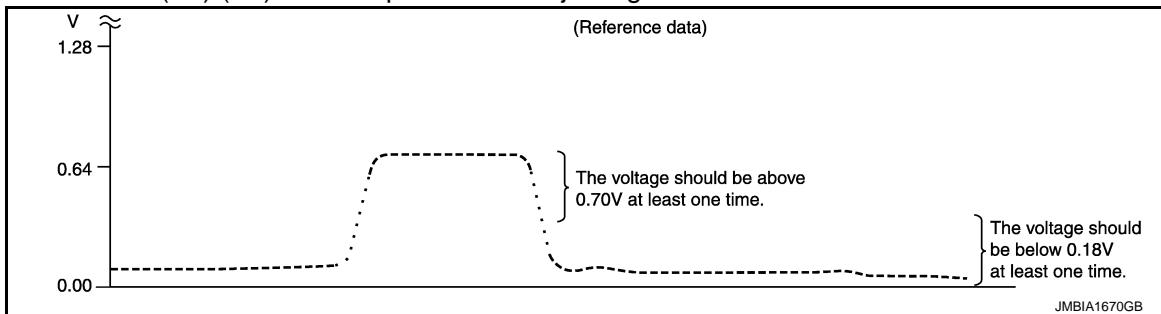 V
(Reference data)
1.28
0.64
The voltage should be above
0.70V at least one time.
The voltage should
be below 0.18V
at least one time.
0.00
JMBIA1670GB